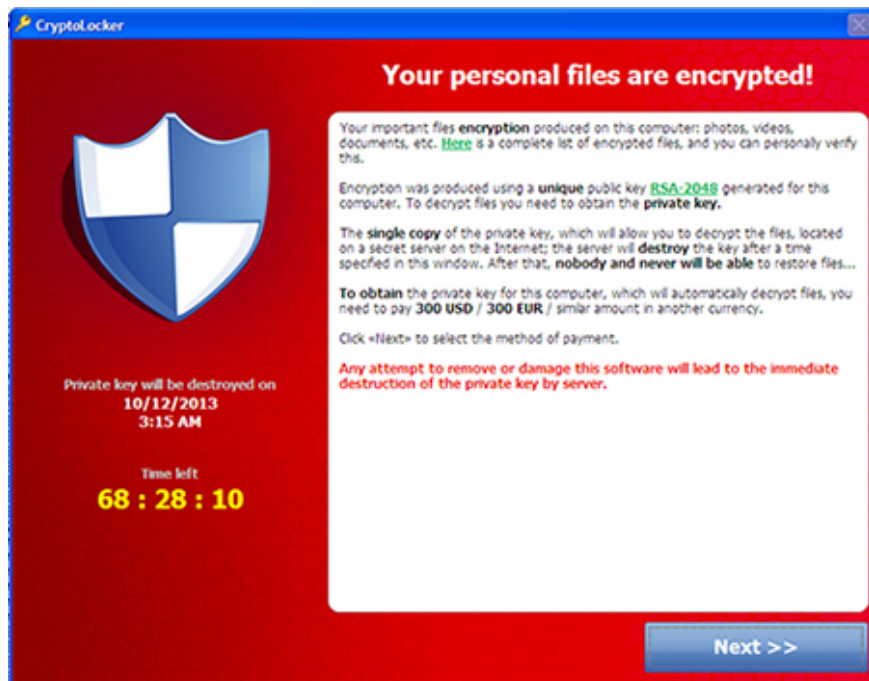 CryptoLocker
Your personal files are encrypted!
Your important files encryption produced on this computer: photos, videos,
documents, etc. Here is a complete list of encrypted files, and you can personally verify
this.
Encryption was produced using a unique public key RSA-2048 generated for this
computer. To decrypt files you need to obtain the private key.
The single copy of the private key, which will allow you to decrypt the files, located
on a secret server on the Internet; the server will destroy the key after a time
specified in this window. After that, nobody and never will be able to restore files...
To obtain the private key for this computer, which will automatically decrypt files, you
need to pay 300 USD / 300 EUR / similar amount in another currency.
Click «Next» to select the method of payment.
Any attempt to remove or damage this software will lead to the immediate
destruction of the private key by server.
Private key will be destroyed on
10/12/2013
3:15 AM
Time left
68 : 28 : 10
Next >>